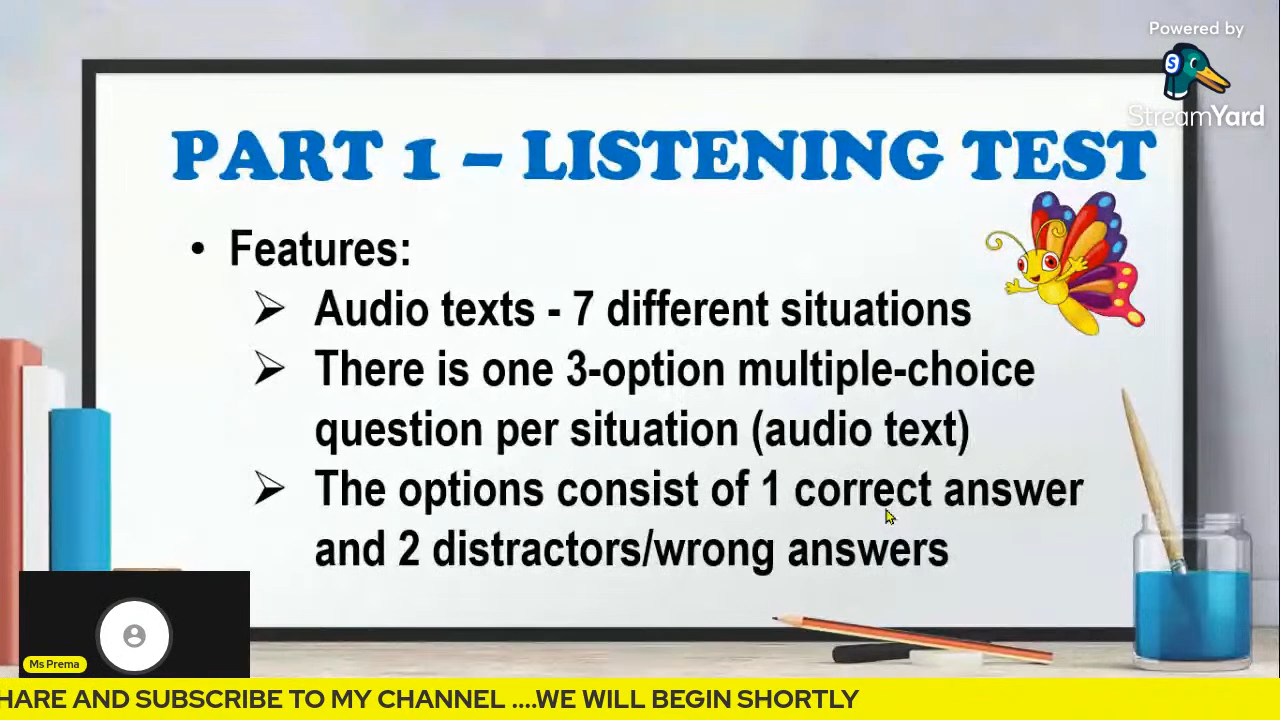 Powered by
StreamYard
PART 1 – LISTENING TEST
• Features:
➢ Audio texts - 7 different situations
➢ There is one 3-option multiple-choice
question per situation (audio text)
➢ The options consist of 1 correct answer
and 2 distractors/wrong answers
Ms Prema
HARE AND SUBSCRIBE TO MY CHANNEL ....WE WILL BEGIN SHORTLY